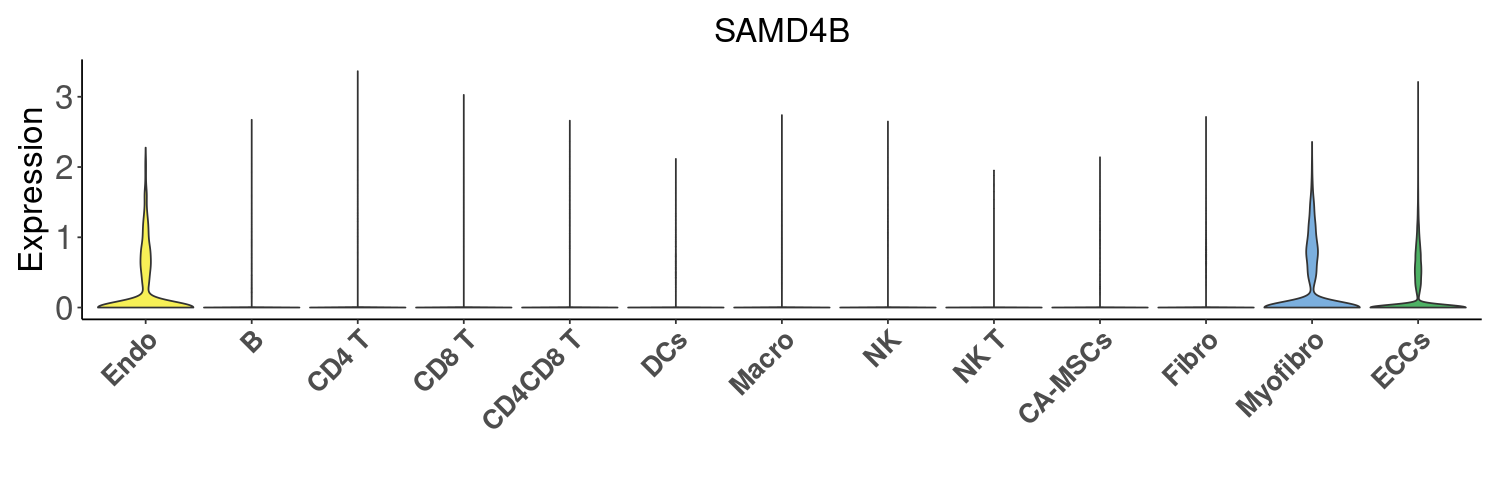 SAMD4B
Expression
3
2
1
0
Endo
B
CD4 T
CD8 T
CD4CD8 T
DCs
Macro
NK
NK T
CA-MSCs
Fibro
Myofibro
ECCs